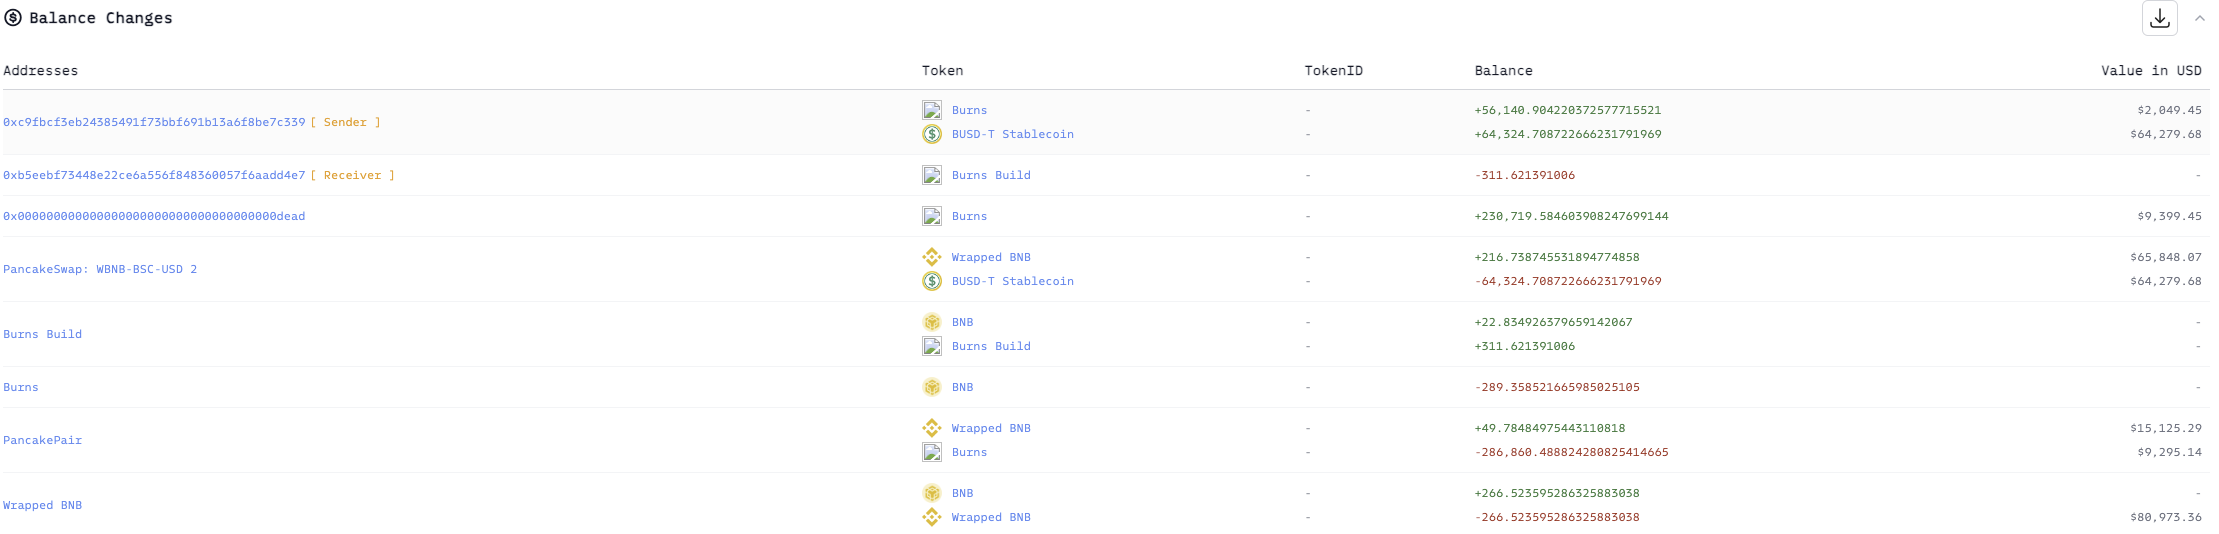 Balance Changes
Addresses Token TokenID Balance Value in USD
0xc9fbcf3eb24385491f73bbf691b13a6f8be7c339 [ Sender ] Burns - +56,140.904220372577715521 $2,049.45
BUSD-T Stablecoin - +64,324.708722666231791969 $64,279.68
0xb5eebf73448e22ce6a556f848360057f6aadd4e7 [ Receiver ] Burns Build - -311.621391006 -
0x000000000000000000000000000000000000dead Burns - +230,719.584603908247699144 $9,399.45
PancakeSwap: WBNB-BSC-USD 2 Wrapped BNB - +216.738745531894774858 $65,848.07
BUSD-T Stablecoin - -64,324.708722666231791969 $64,279.68
Burns Build BNB - +22.834926379659142067 -
Burns Build - +311.621391006 -
Burns BNB - -289.358521665985025105 -
PancakePair Wrapped BNB - +49.78484975443110818 $15,125.29
Burns - -286,860.488824280825414665 $9,295.14
Wrapped BNB BNB - +266.523595286325883038 -
Wrapped BNB - -266.523595286325883038 $80,973.36